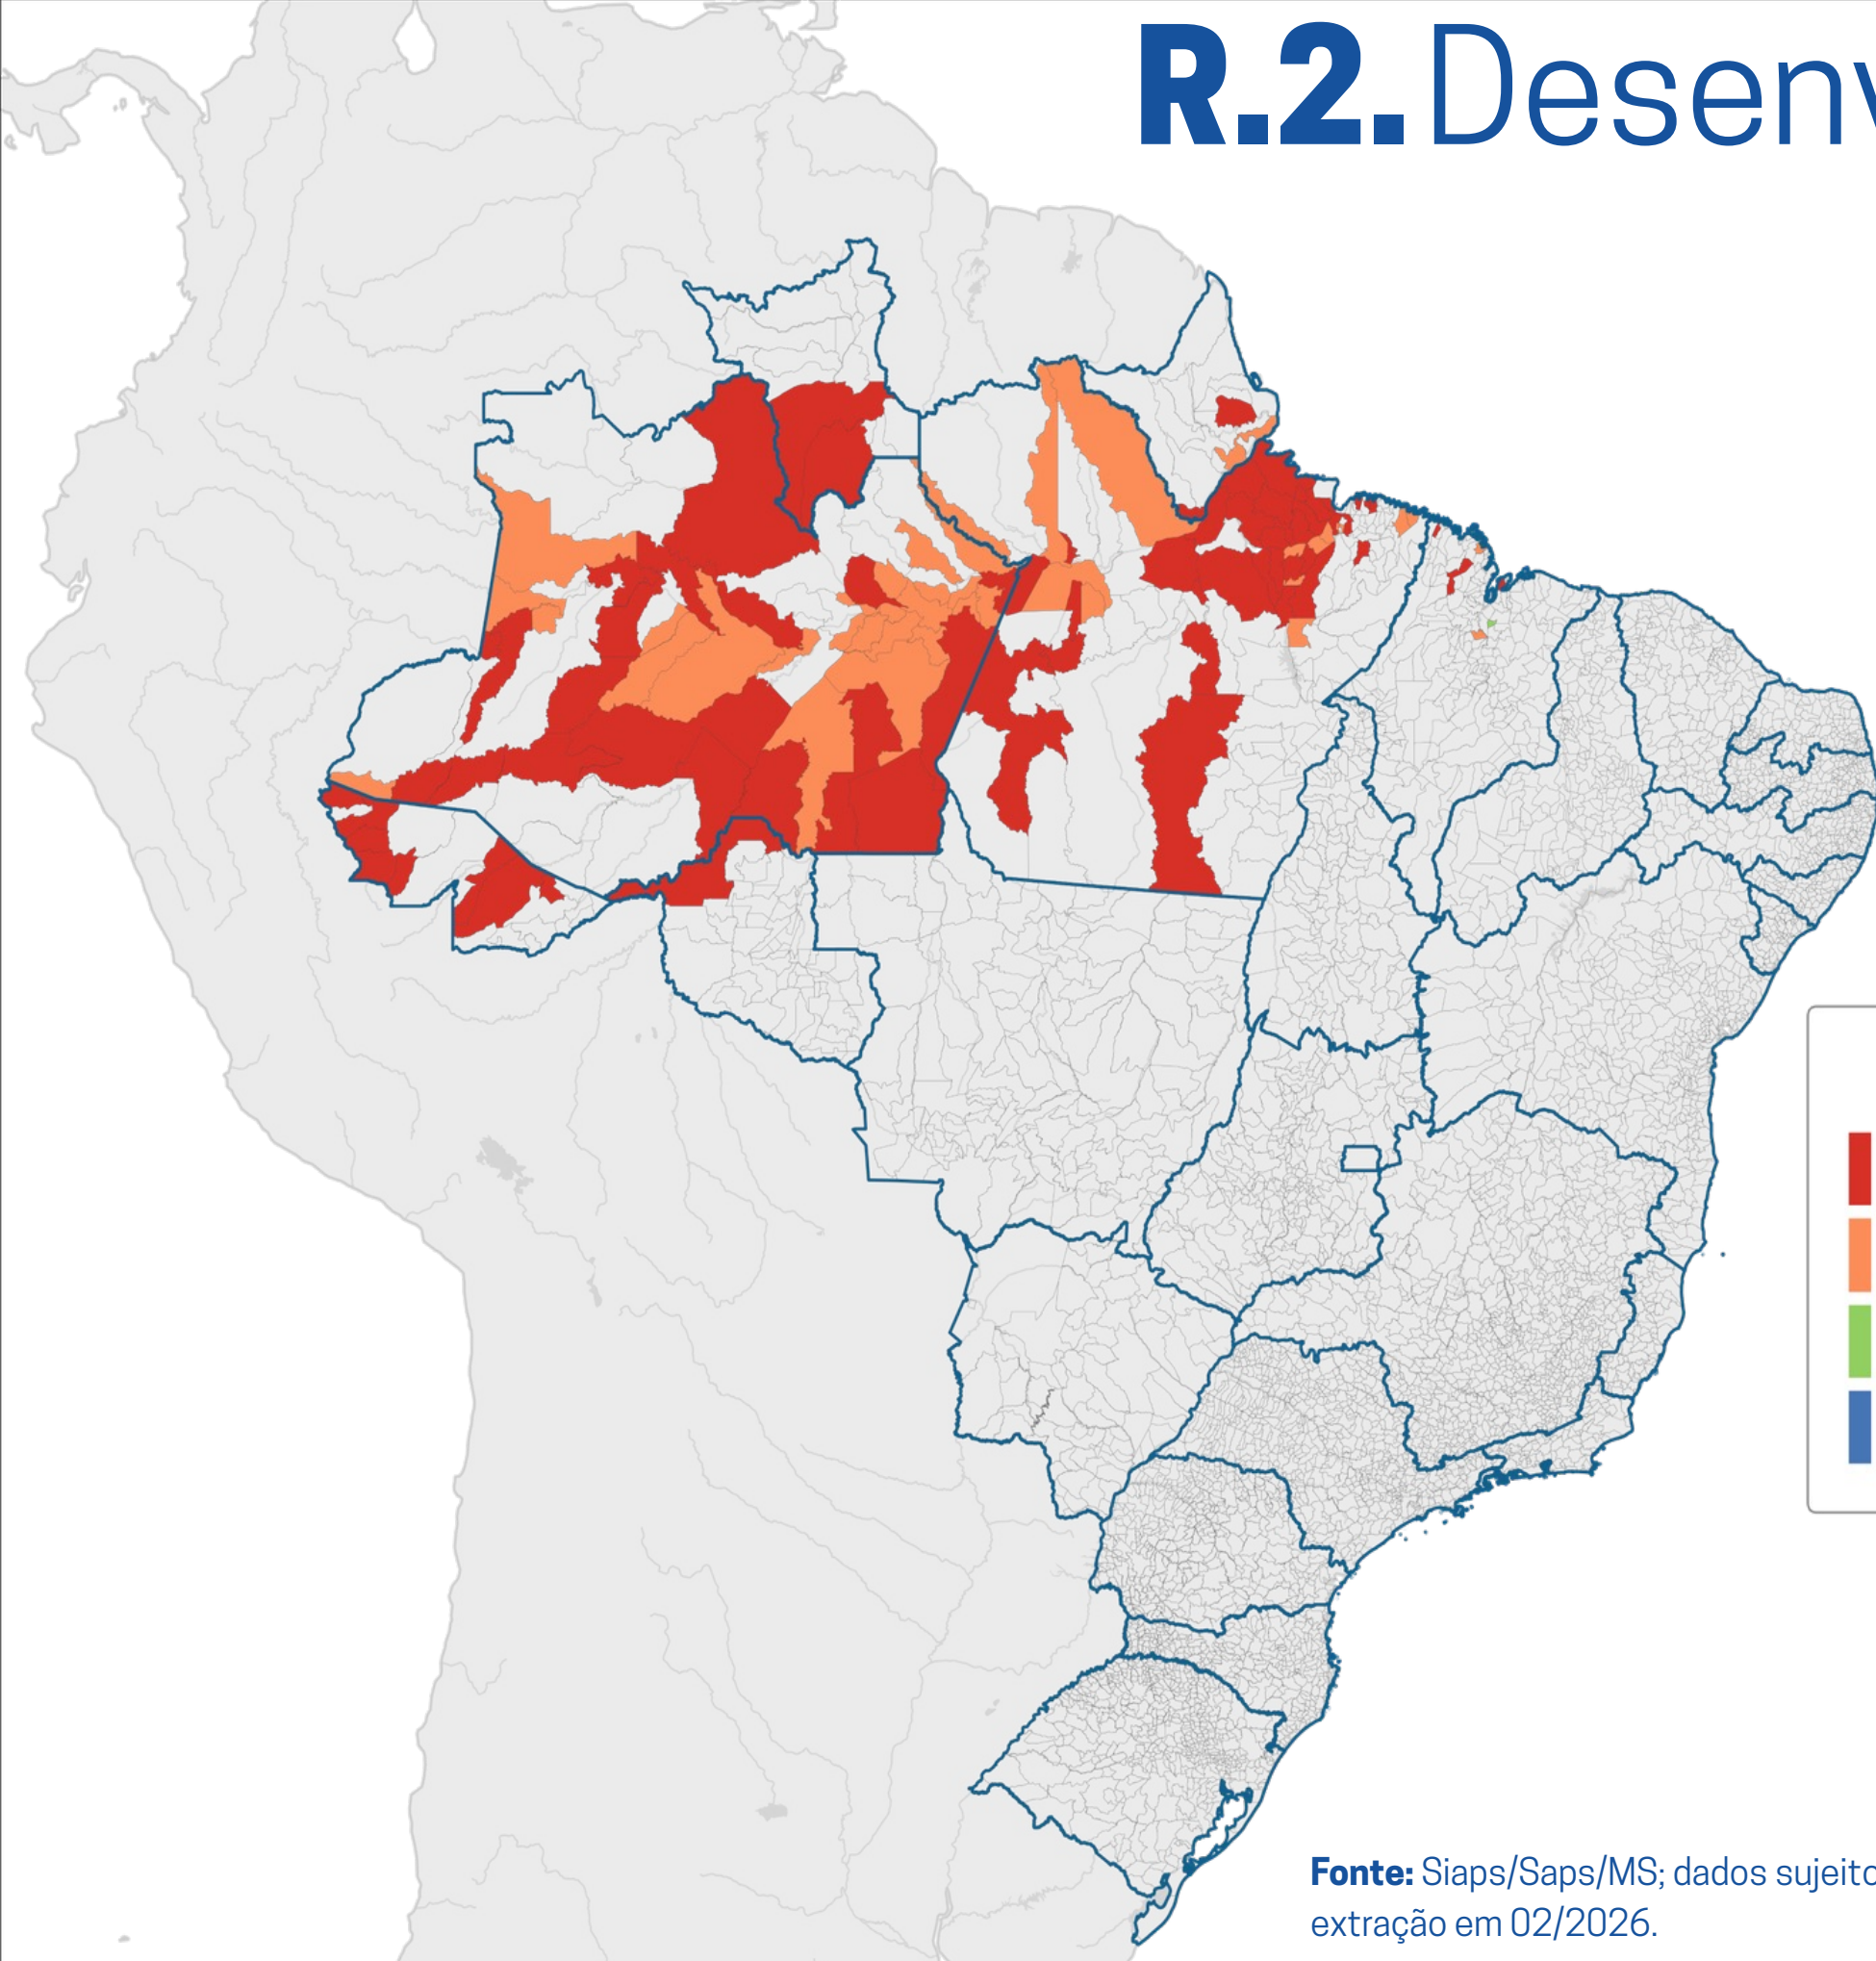 R.2. Desenv
Fonte: Siaps/Saps/MS; dados sujeito
extração em 02/2026.